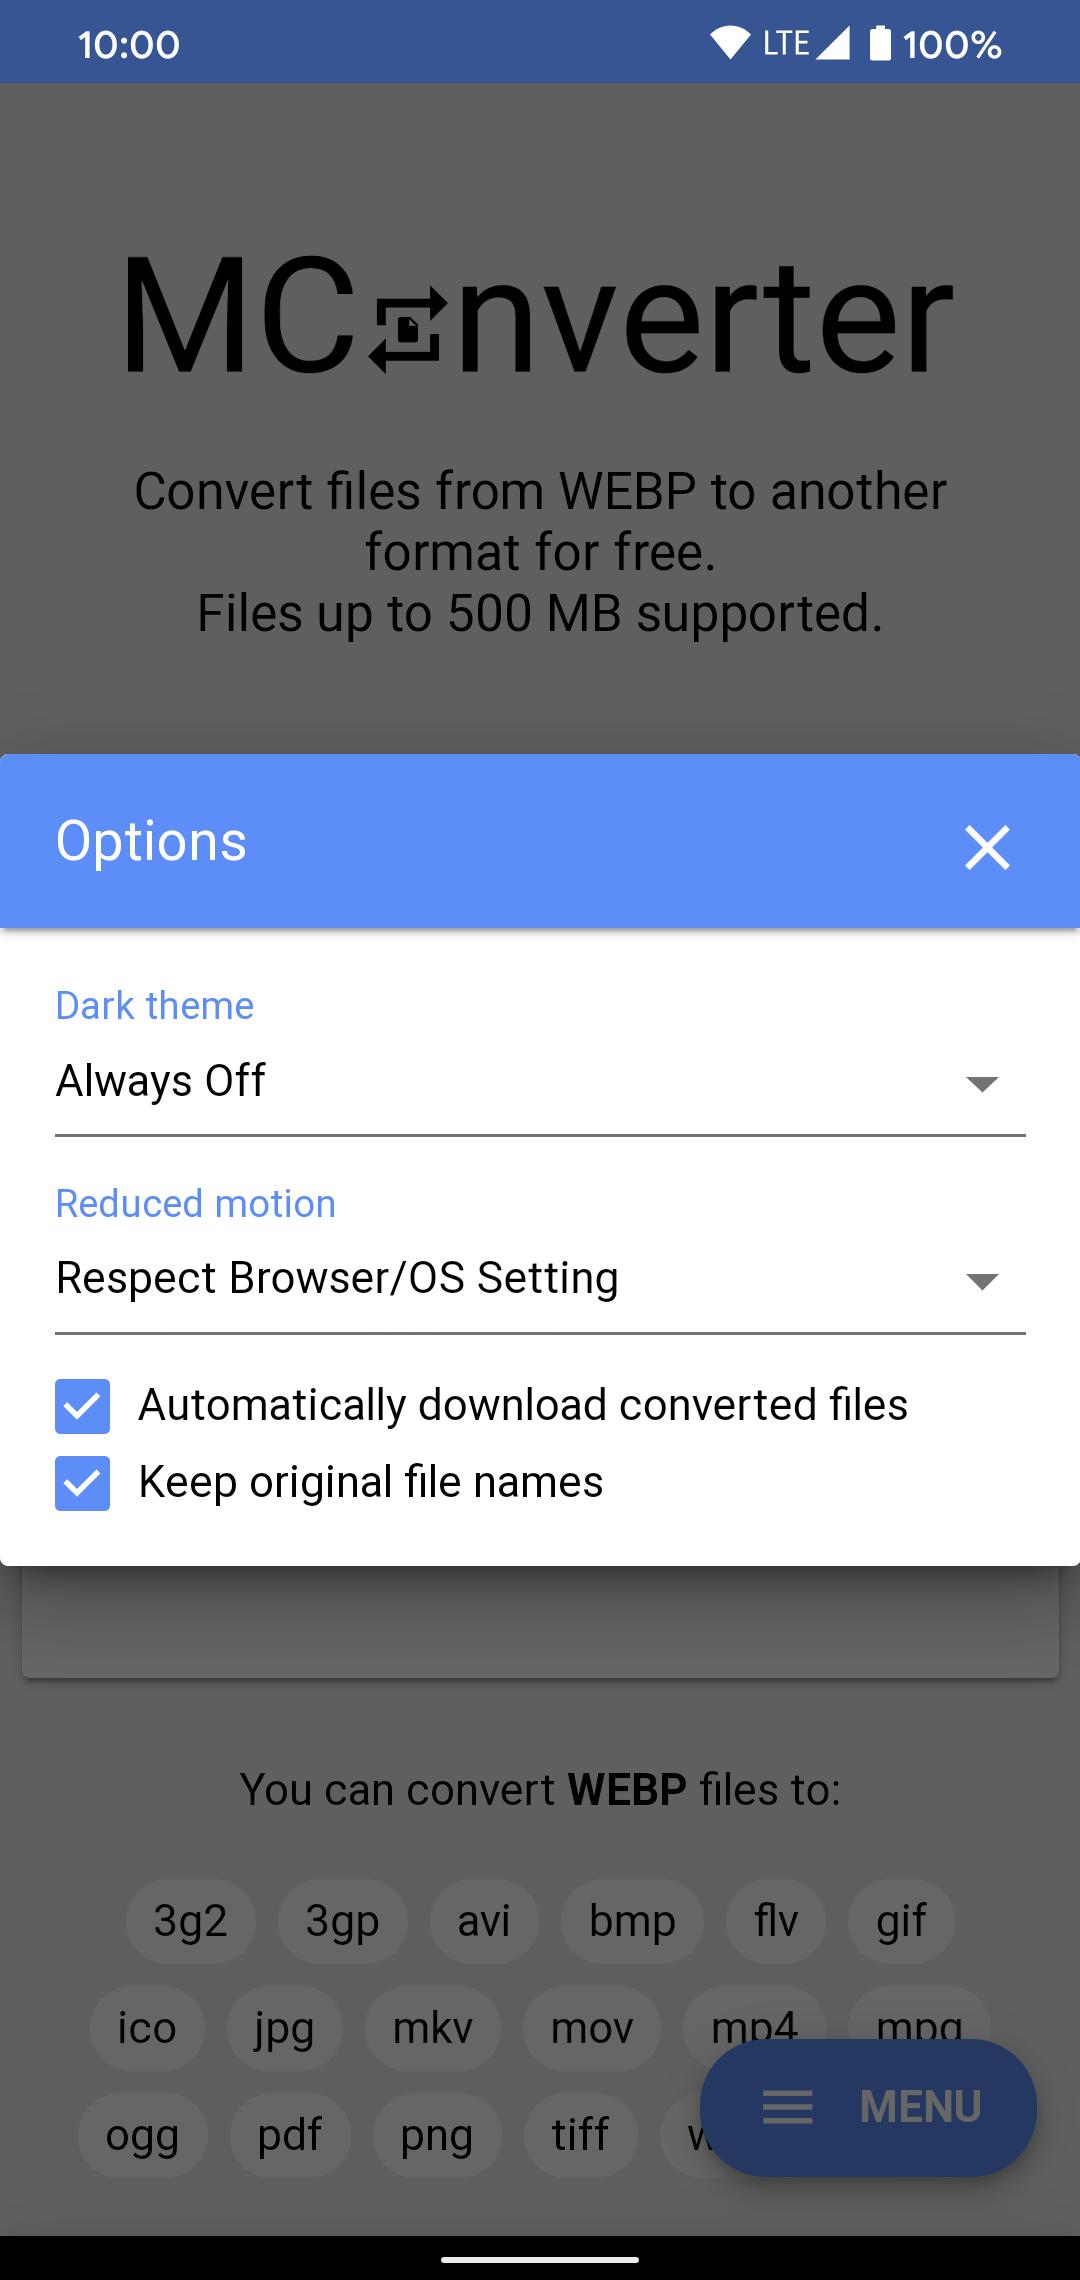 10:00
LTE
100%
MCnverter
Convert files from WEBP to another
format for free.
Files up to 500 MB supported.
Options
Dark theme
Always Off
Reduced motion
Respect Browser/OS Setting
Automatically download converted files
Keep original file names
You can convert WEBP files to:
3g2 3gp avi bmp flv gif
ico jpg mkv mov mp4 mpg
ogg pdf png tiff
MENU